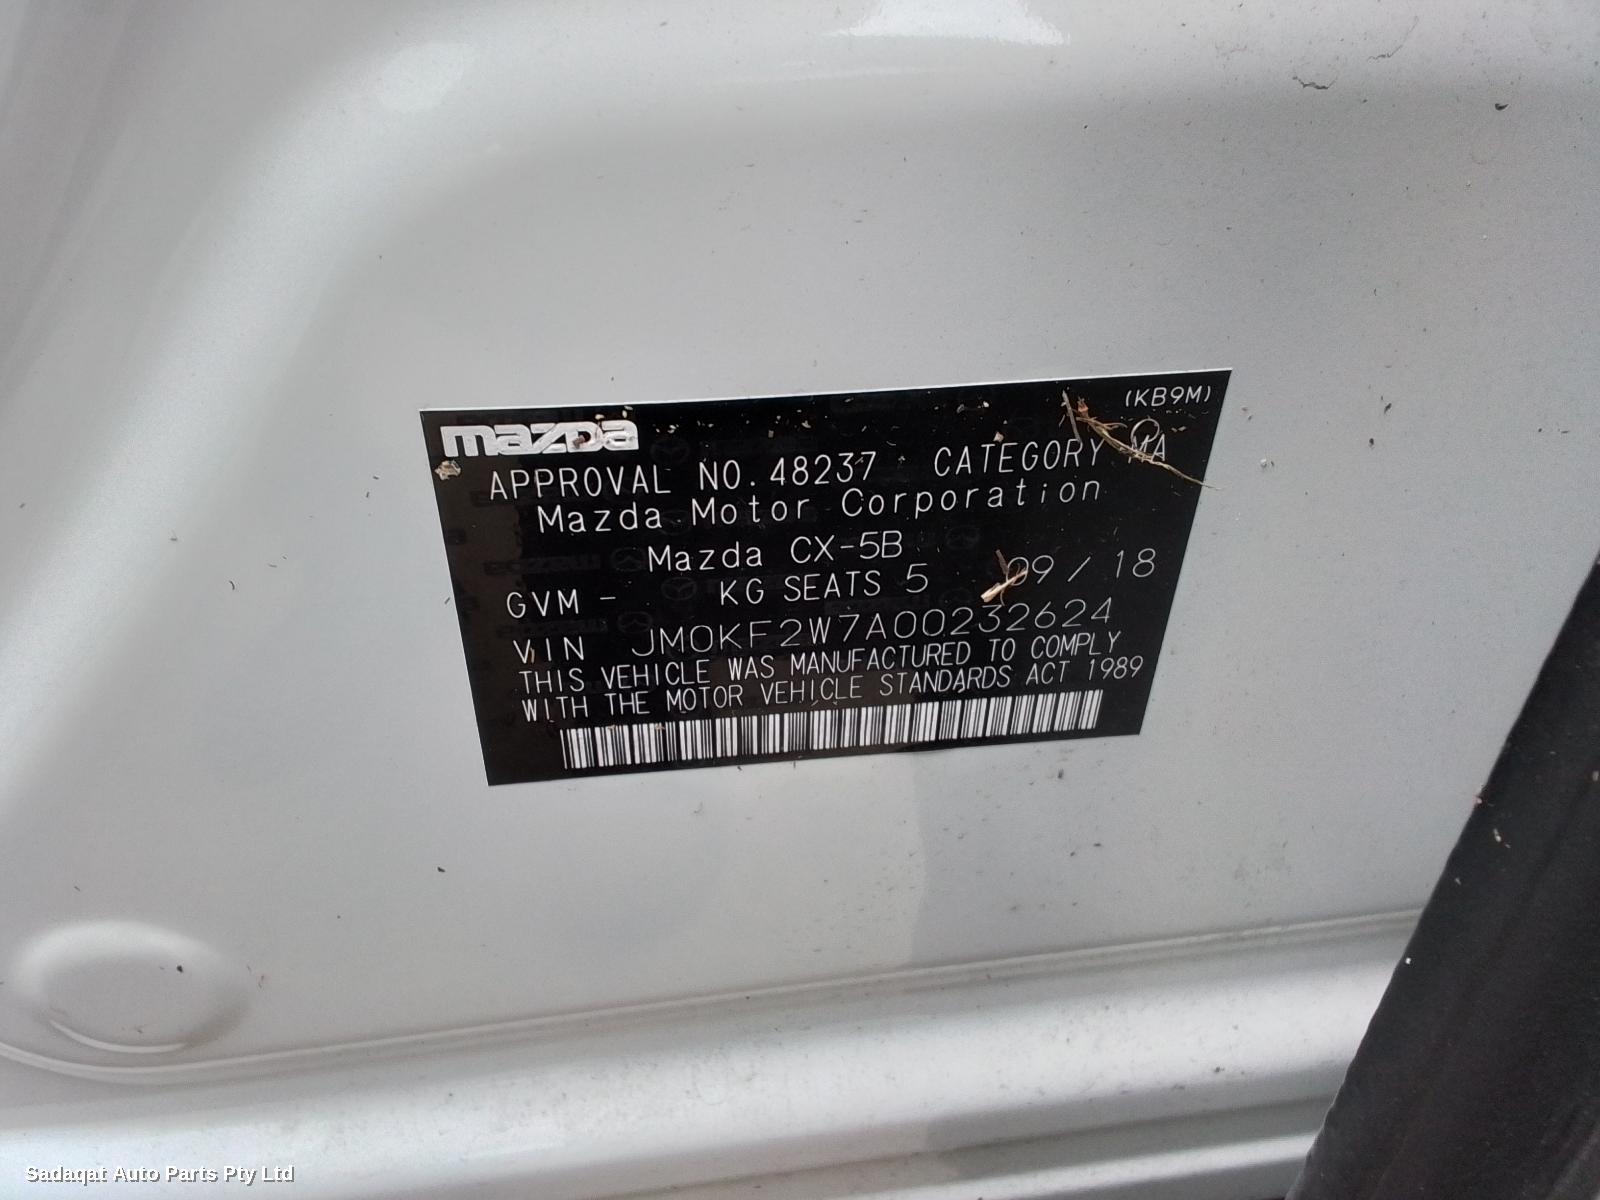 (KB9M)
mazda
APPROVAL NO.48237 CATEGORY MA
Mazda Motor Corporation
Mazda CX-5B
GVM - KG SEATS 5 09/18
VIN JM0KF2W7A00232624
THIS VEHICLE WAS MANUFACTURED TO COMPLY
WITH THE MOTOR VEHICLE STANDARDS ACT 1989
Sadaqat Auto Parts Pty Ltd